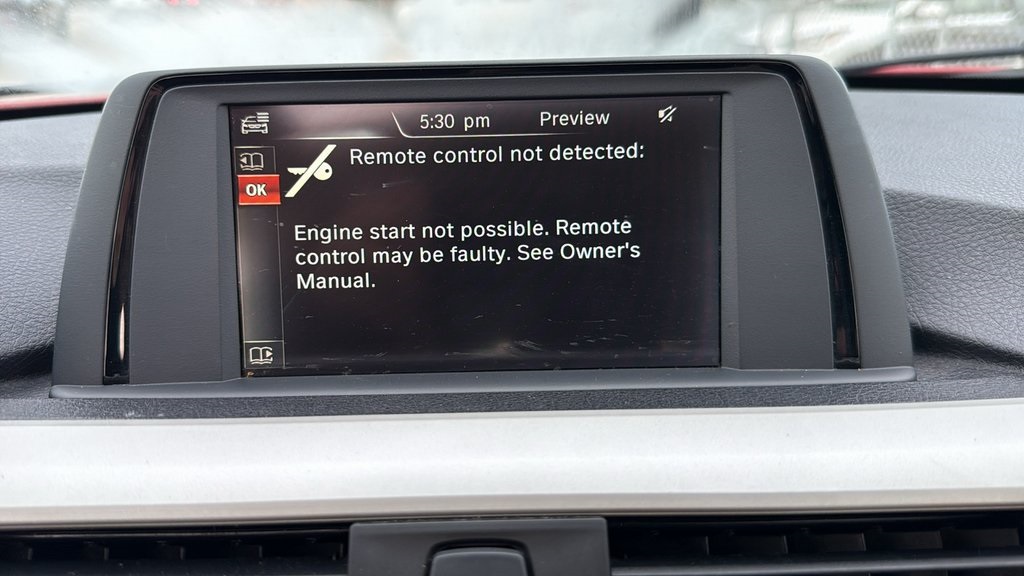 5:30 pm Preview
Remote control not detected:
OK
Engine start not possible. Remote
control may be faulty. See Owner's
Manual.